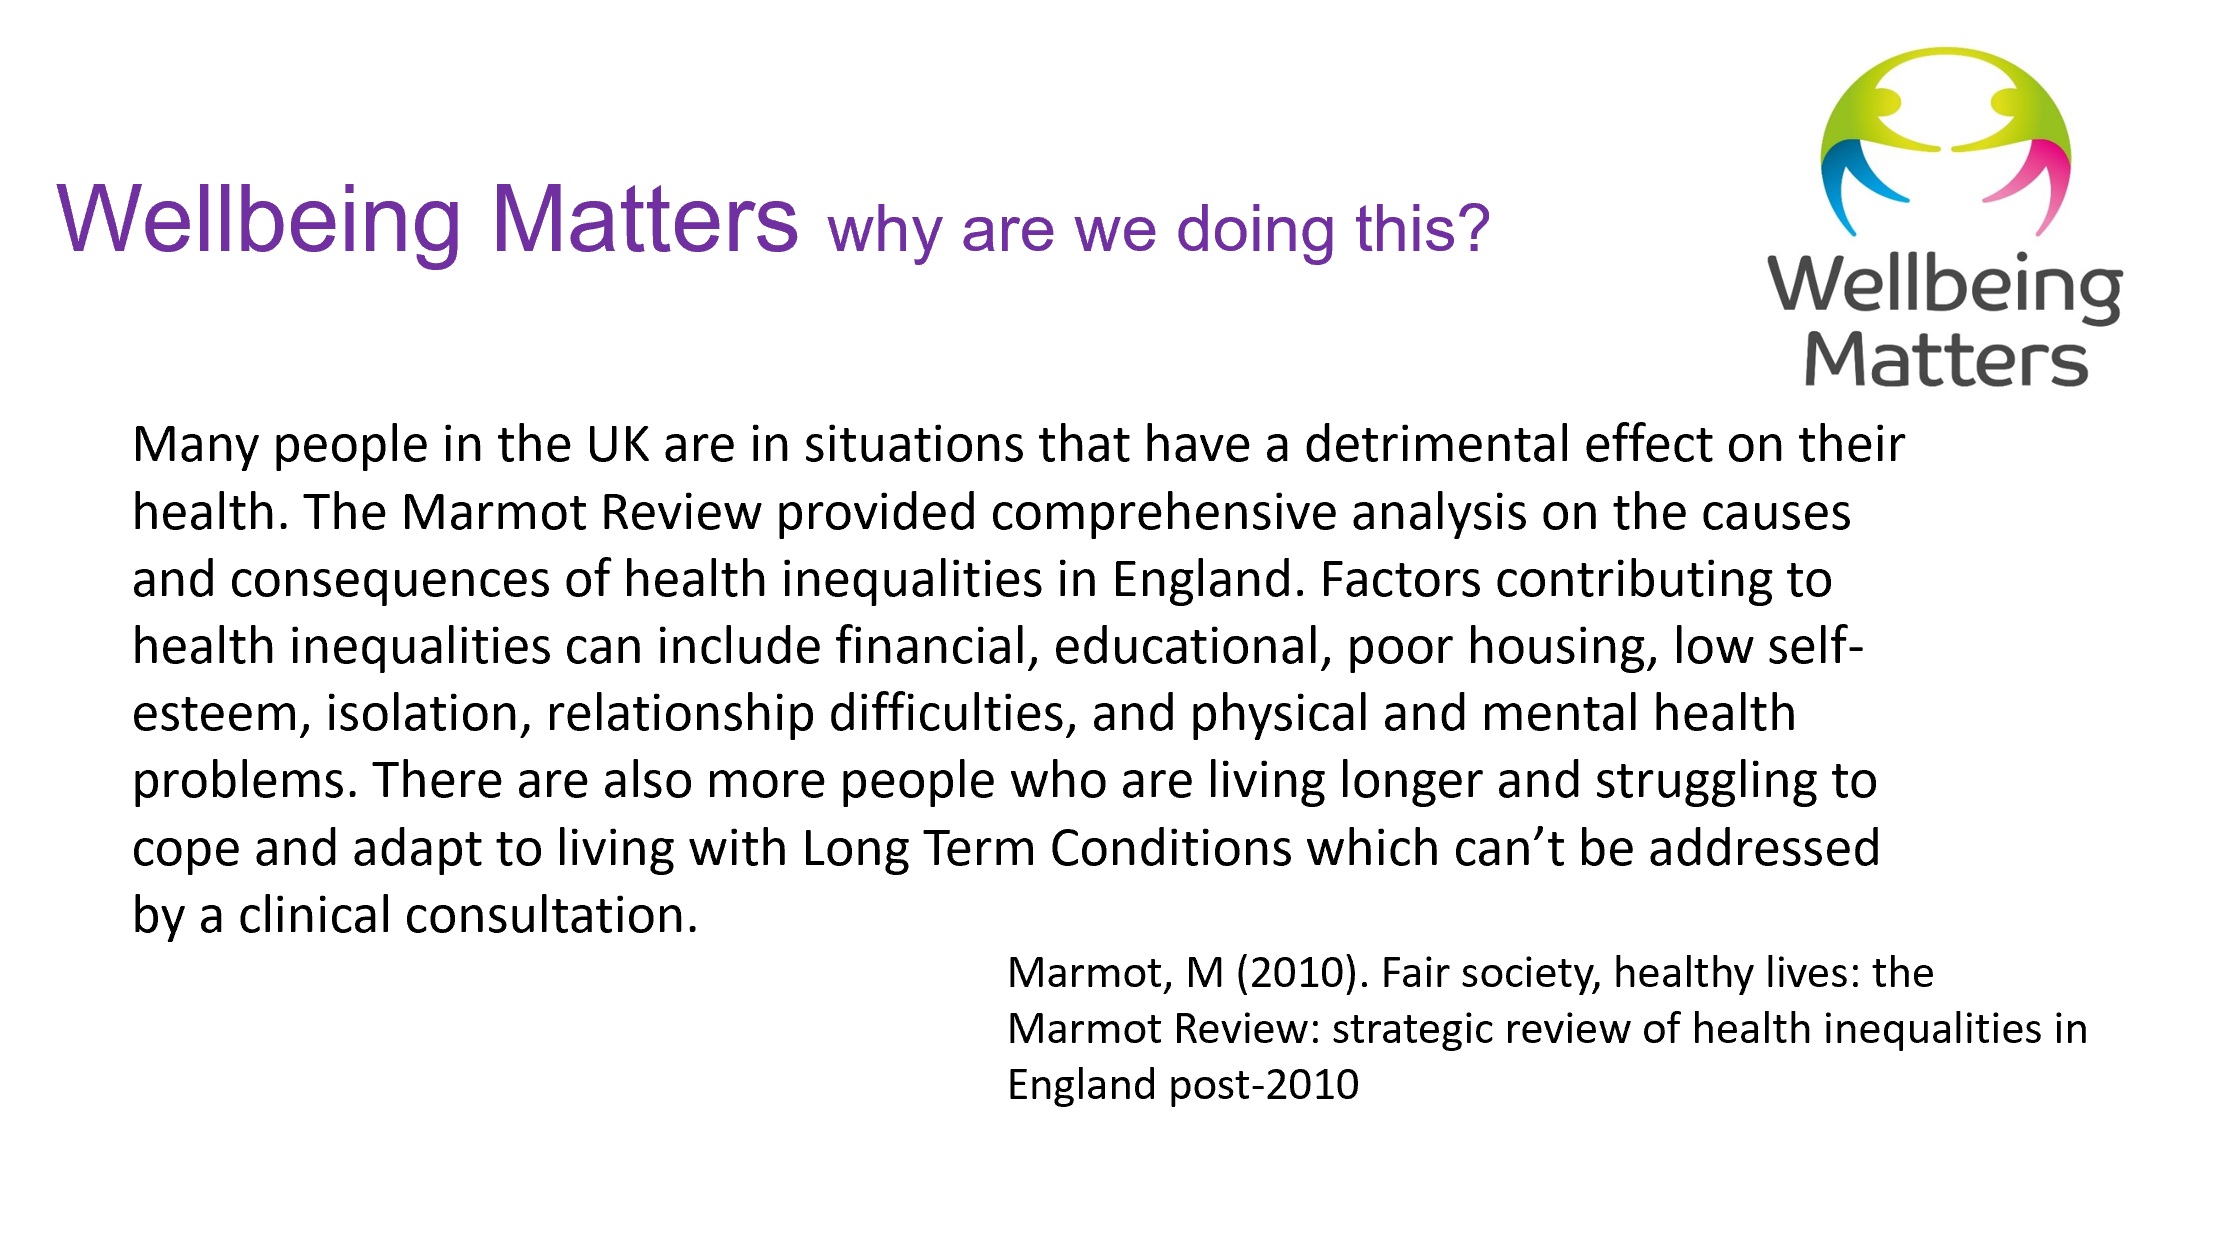 Wellbeing Matters why are we doing this?
Wellbeing
Matters
Many people in the UK are in situations that have a detrimental effect on their
health. The Marmot Review provided comprehensive analysis on the causes
and consequences of health inequalities in England. Factors contributing to
health inequalities can include financial, educational, poor housing, low self-
esteem, isolation, relationship difficulties, and physical and mental health
problems. There are also more people who are living longer and struggling to
cope and adapt to living with Long Term Conditions which can’t be addressed
by a clinical consultation.
Marmot, M (2010). Fair society, healthy lives: the
Marmot Review: strategic review of health inequalities in
England post-2010